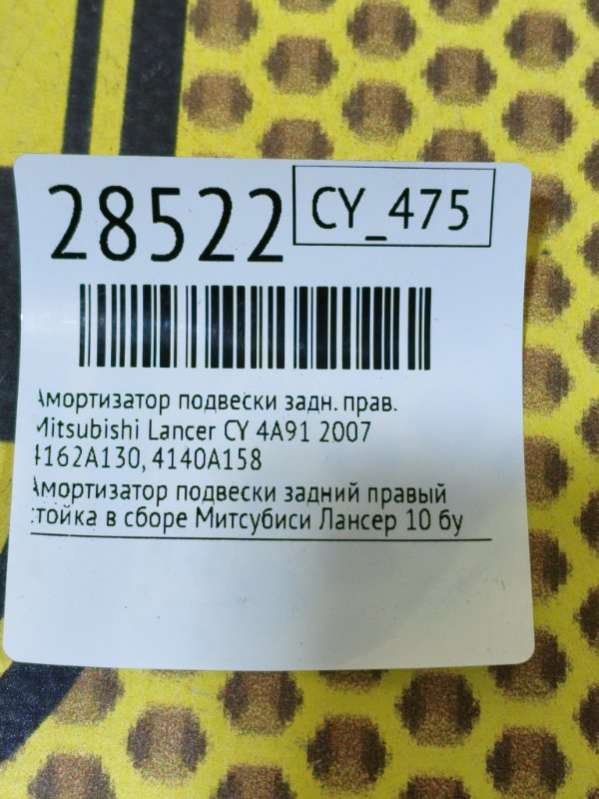 28522
CY_475
Амортизатор подвески задн. прав.
Mitsubishi Lancer CY 4A91 2007
4162A130, 4140A158
Амортизатор подвески задний правый
стойка в сборе Митсубиси Лансер 10 бу